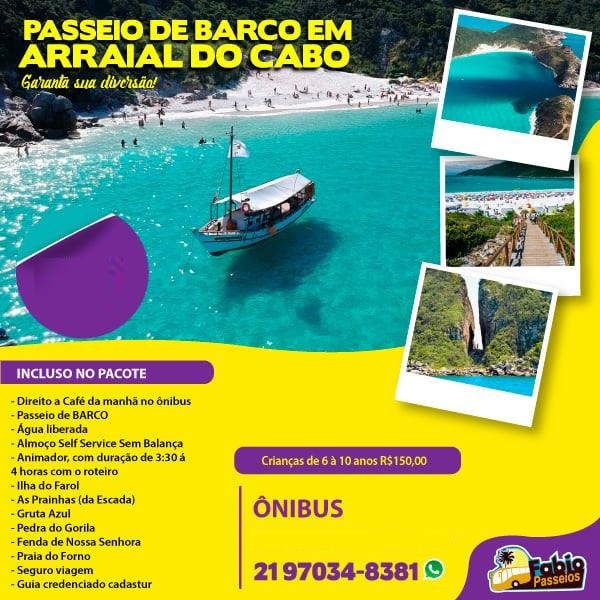 PASSEIO DE BARCO EM
ARRAIAL DO CABO
Garanta sua diversão!
INCLUSO NO PACOTE
- Direito a Café da manhã no ônibus
- Passeio de BARCO
- Água liberada
- Almoço Self Service Sem Balança
- Animador, com duração de 3:30 á
4 horas com o roteiro
- Ilha do Farol
- As Prainhas (da Escada)
- Gruta Azul
- Pedra do Gorila
- Fenda de Nossa Senhora
- Praia do Forno
- Seguro viagem
- Guia credenciado cadastur
Crianças de 6 à 10 anos R$150,00
ÔNIBUS
21 97034-8381
Fabio
Passeios